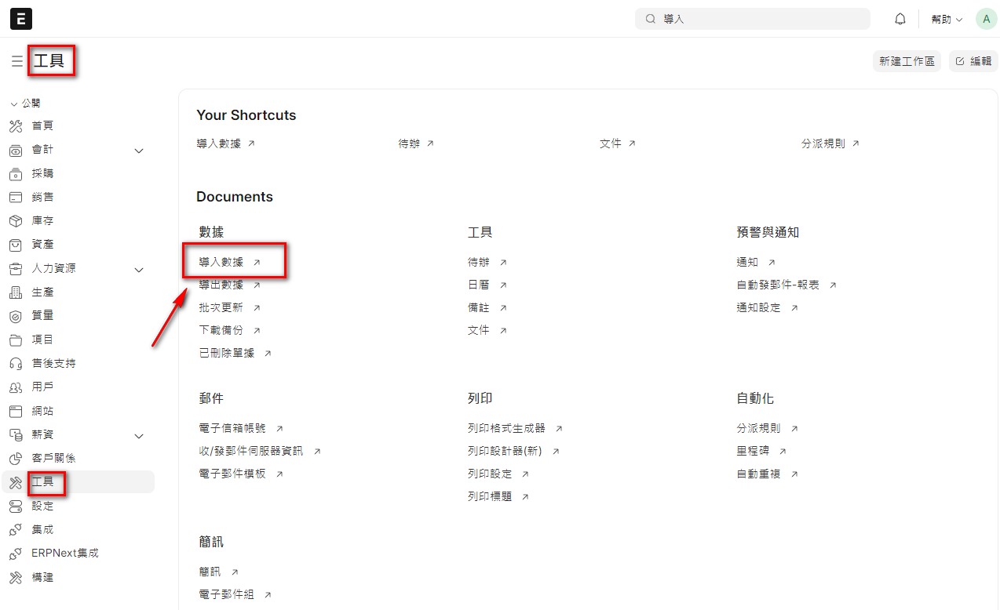 E
導入
幫助
A
工具
新建工作區
編輯
公開
首頁
會計
採購
銷售
庫存
資產
人力資源
生產
質量
項目
售後支持
用戶
網站
薪資
客戶關係
工具
設定
集成
ERPNext集成
構建
Your Shortcuts
導入數據
待辦
文件
分派規則
Documents
數據
導入數據
導出數據
批次更新
下載備份
已刪除單據
工具
待辦
日曆
備註
文件
預警與通知
通知
自動發郵件-報表
通知設定
郵件
電子信箱帳號
收/發郵件伺服器資訊
電子郵件模板
列印
列印格式生成器
列印設計器(新)
列印設定
列印標題
自動化
分派規則
里程碑
自動重複
簡訊
簡訊
電子郵件組